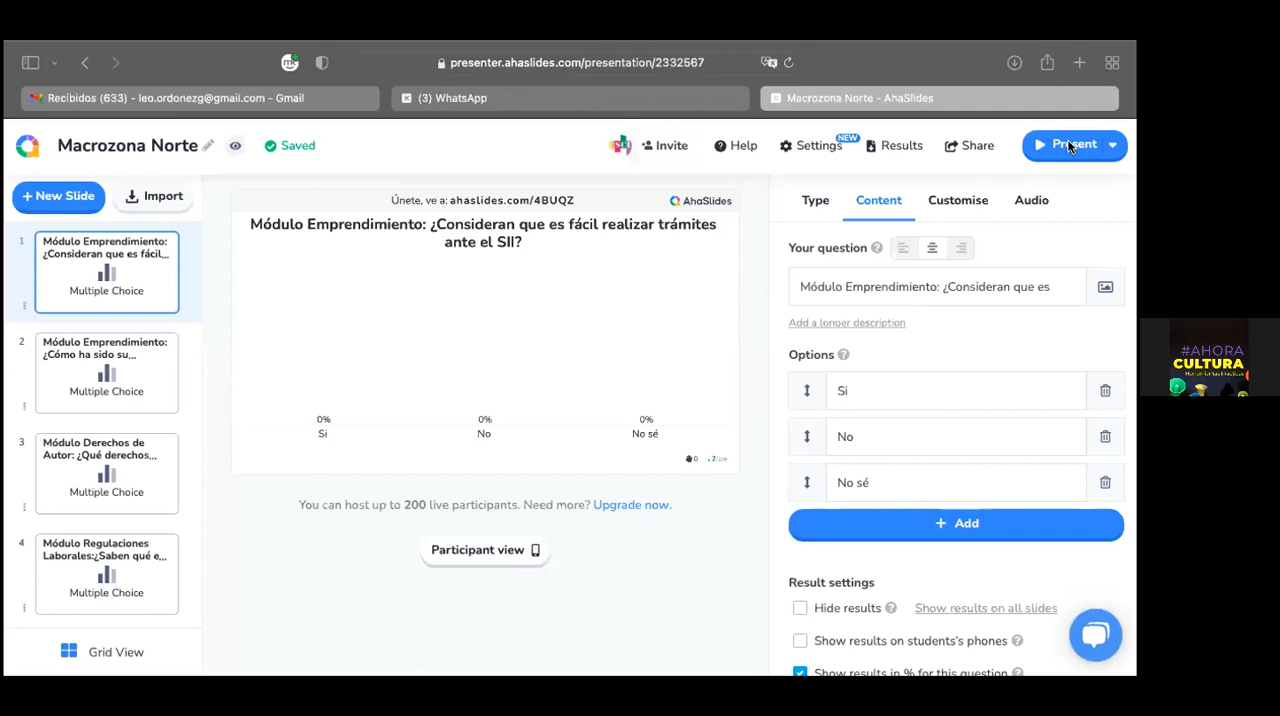 presenter.ahaslides.com/presentation/2332567
Recibidos (633) - leo.ordonezg@gmail.com - Gmail
(3) WhatsApp
Macrozona Norte - AhaSlides
Macrozona Norte
Saved
Invite
Help
Settings
NEW
Results
Share
Present
+ New Slide
Import
1
Módulo Emprendimiento:
¿Consideran que es fácil...
Multiple Choice
2
Módulo Emprendimiento:
¿Cómo ha sido su...
Multiple Choice
3
Módulo Derechos de
Autor: ¿Qué derechos...
Multiple Choice
4
Módulo Regulaciones
Laborales:¿Saben qué e...
Multiple Choice
Grid View
Únete, ve a: ahaslides.com/4BUQZ
AhaSlides
Módulo Emprendimiento: ¿Consideran que es fácil realizar trámites
ante el SII?
0% 0% 0%
Si No No sé
0
You can host up to 200 live participants. Need more? Upgrade now.
Participant view
Type Content Customise Audio
Your question
Módulo Emprendimiento: ¿Consideran que es
Add a longer description
Options
Si
No
No sé
+ Add
Result settings
Hide results
Show results on all slides
Show results on students's phones
Show results in % for this question
#AHORA
CULTURA